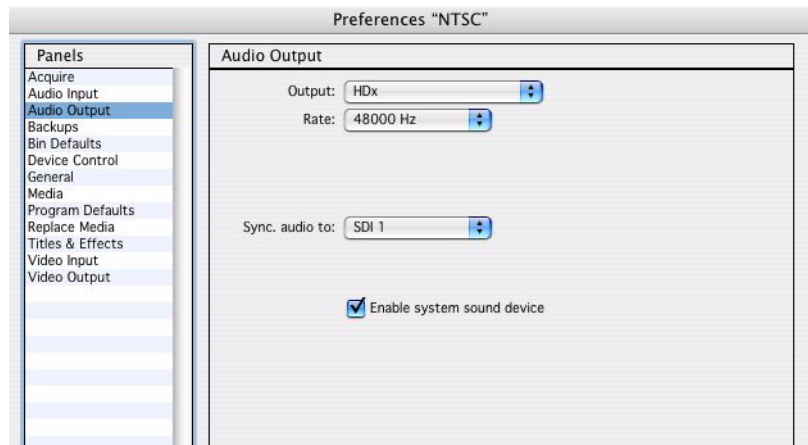 Preferences “NTSC”
Panels
Acquire
Audio Input
Audio Output
Backups
Bin Defaults
Device Control
General
Media
Program Defaults
Replace Media
Titles & Effects
Video Input
Video Output
Audio Output
Output: HDx
Rate: 48000 Hz
Sync. audio to: SDI 1
Enable system sound device